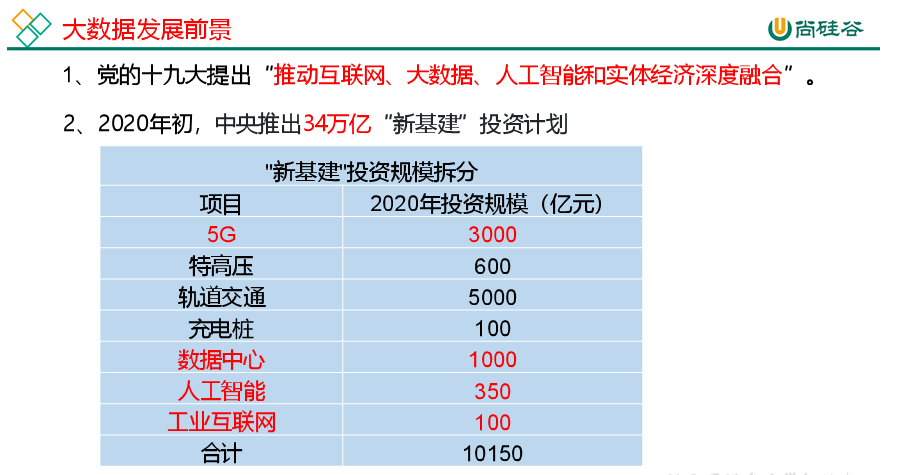 大数据发展前景
尚硅谷
1、党的十九大提出“推动互联网、大数据、人工智能和实体经济深度融合”。
2、2020年初，中央推出34万亿“新基建”投资计划
"新基建"投资规模拆分
项目 2020年投资规模（亿元）
5G 3000
特高压 600
轨道交通 5000
充电桩 100
数据中心 1000
人工智能 350
工业互联网 100
合计 10150